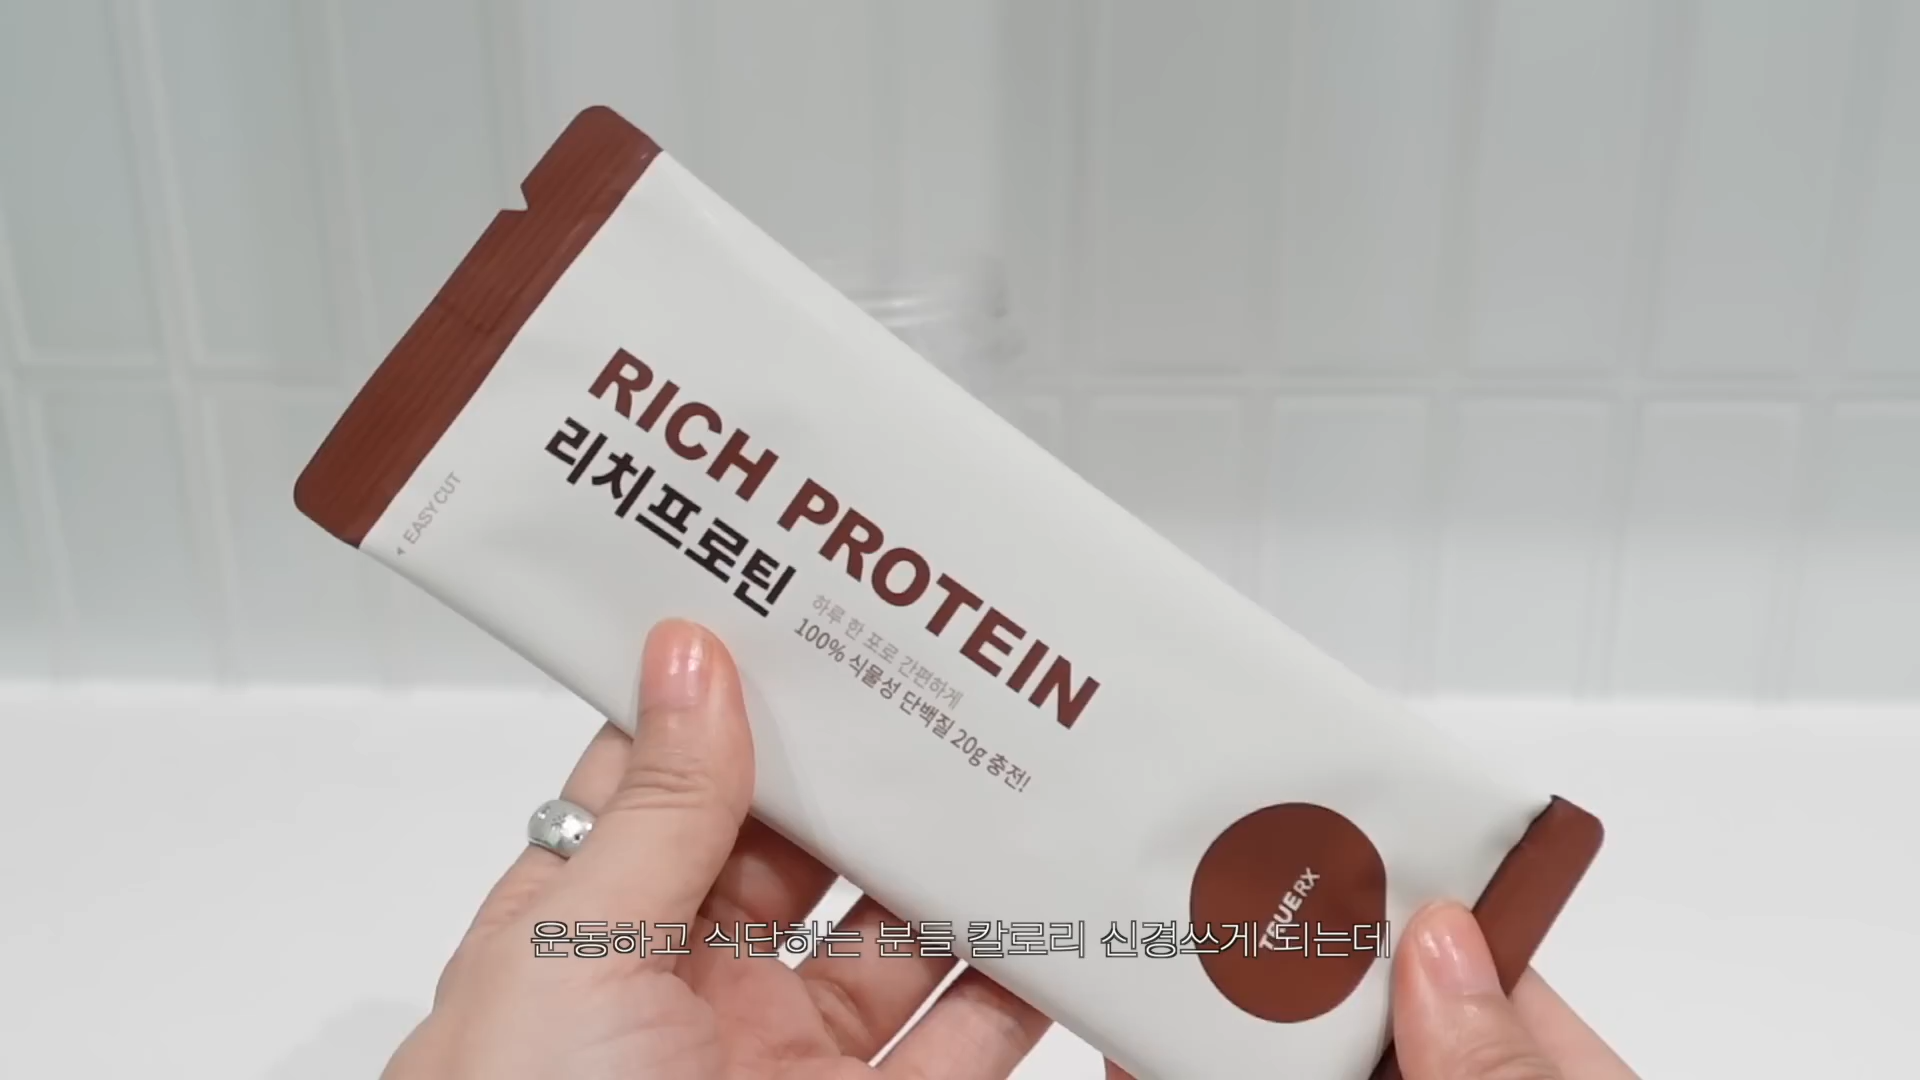 RICH PROTEIN
리치프로틴
하루 한 포로 간편하게
100% 식물성 단백질 20g 충전!
EASY CUT
TRUERX
운동하고 식단하는 분들 칼로리 신경쓰게 되는데